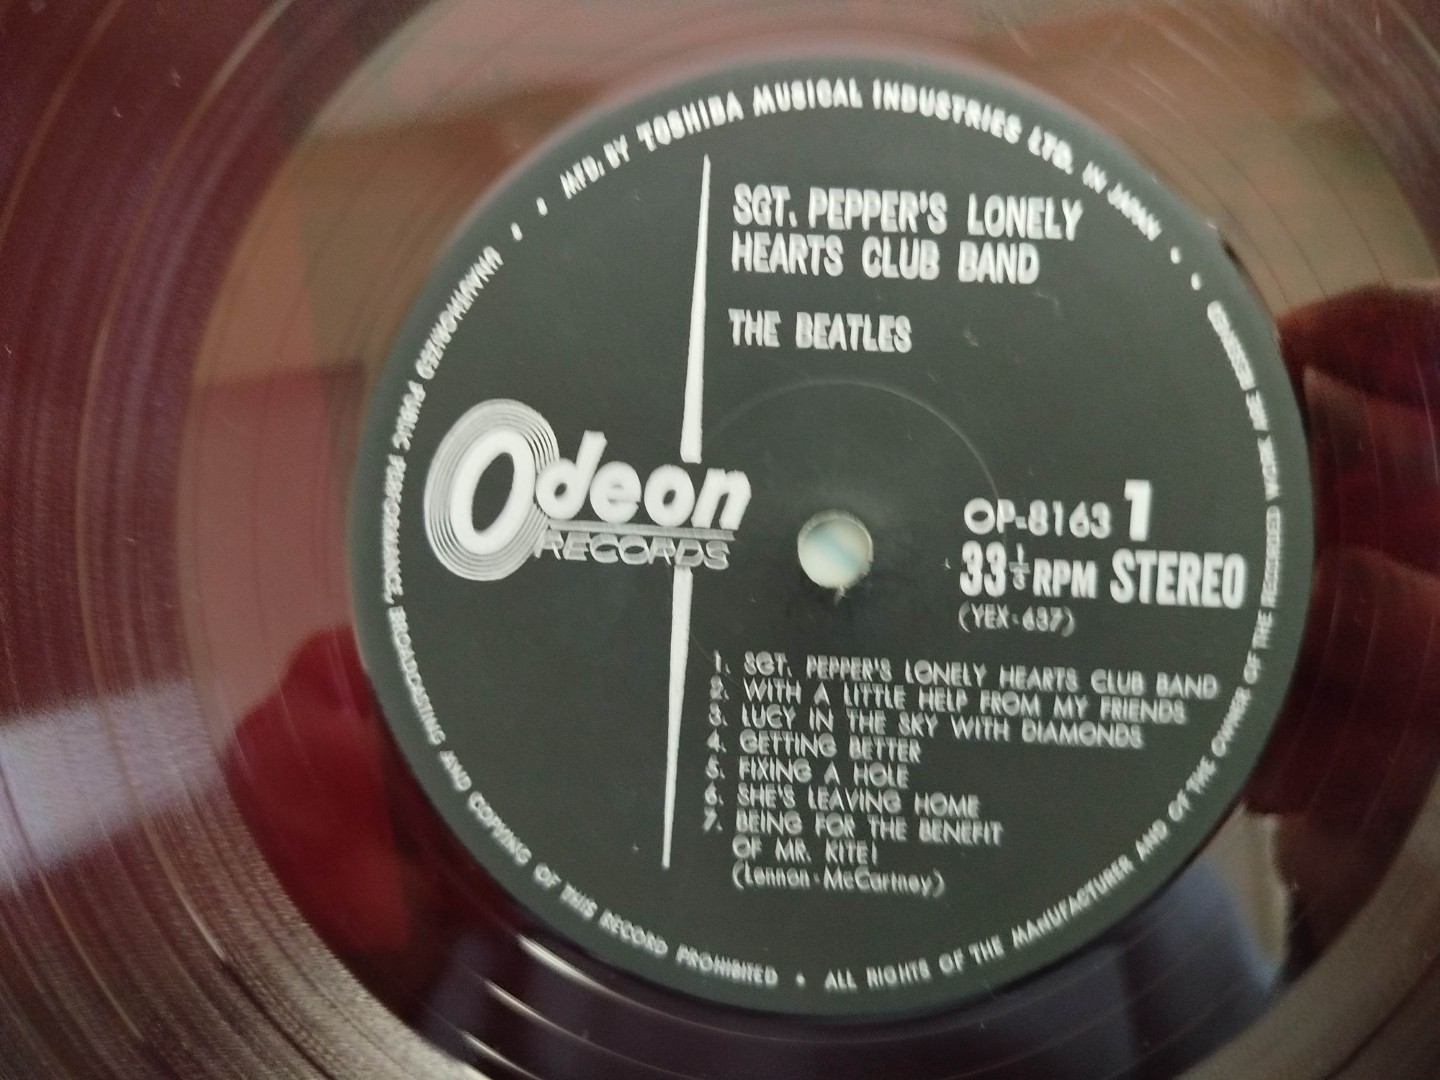 MFD. BY TOSHIBA MUSICAL INDUSTRIES LTD. IN JAPAN
SGT. PEPPER'S LONELY
HEARTS CLUB BAND
THE BEATLES
Odeon
RECORDS
OP-8163 1
33 1/3 RPM STEREO
(YEX-637)
1. SGT. PEPPER'S LONELY HEARTS CLUB BAND
2. WITH A LITTLE HELP FROM MY FRIENDS
3. LUCY IN THE SKY WITH DIAMONDS
4. GETTING BETTER
5. FIXING A HOLE
6. SHE'S LEAVING HOME
7. BEING FOR THE BENEFIT
OF MR. KITE!
(Lennon-McCartney)
UNAUTHORIZED PUBLIC PERFORMANCE, BROADCASTING AND COPYING OF THIS RECORD PROHIBITED • ALL RIGHTS OF THE MANUFACTURER AND OF THE OWNER OF THE RECORDED WORK ARE RESERVED